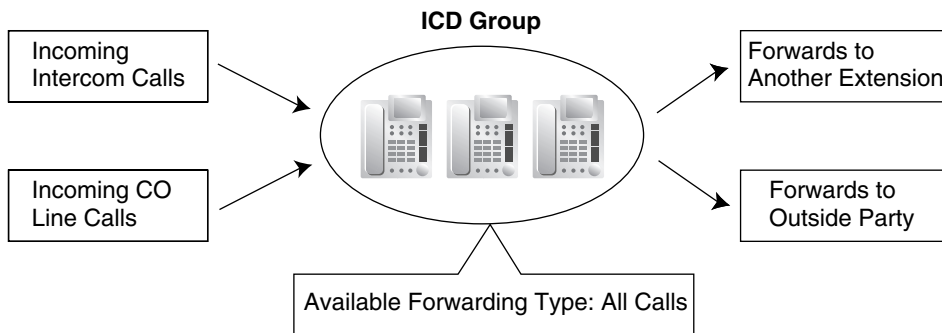 ICD Group
Incoming
Intercom Calls
Forwards to
Another Extension
Incoming CO
Line Calls
Forwards to
Outside Party
Available Forwarding Type: All Calls